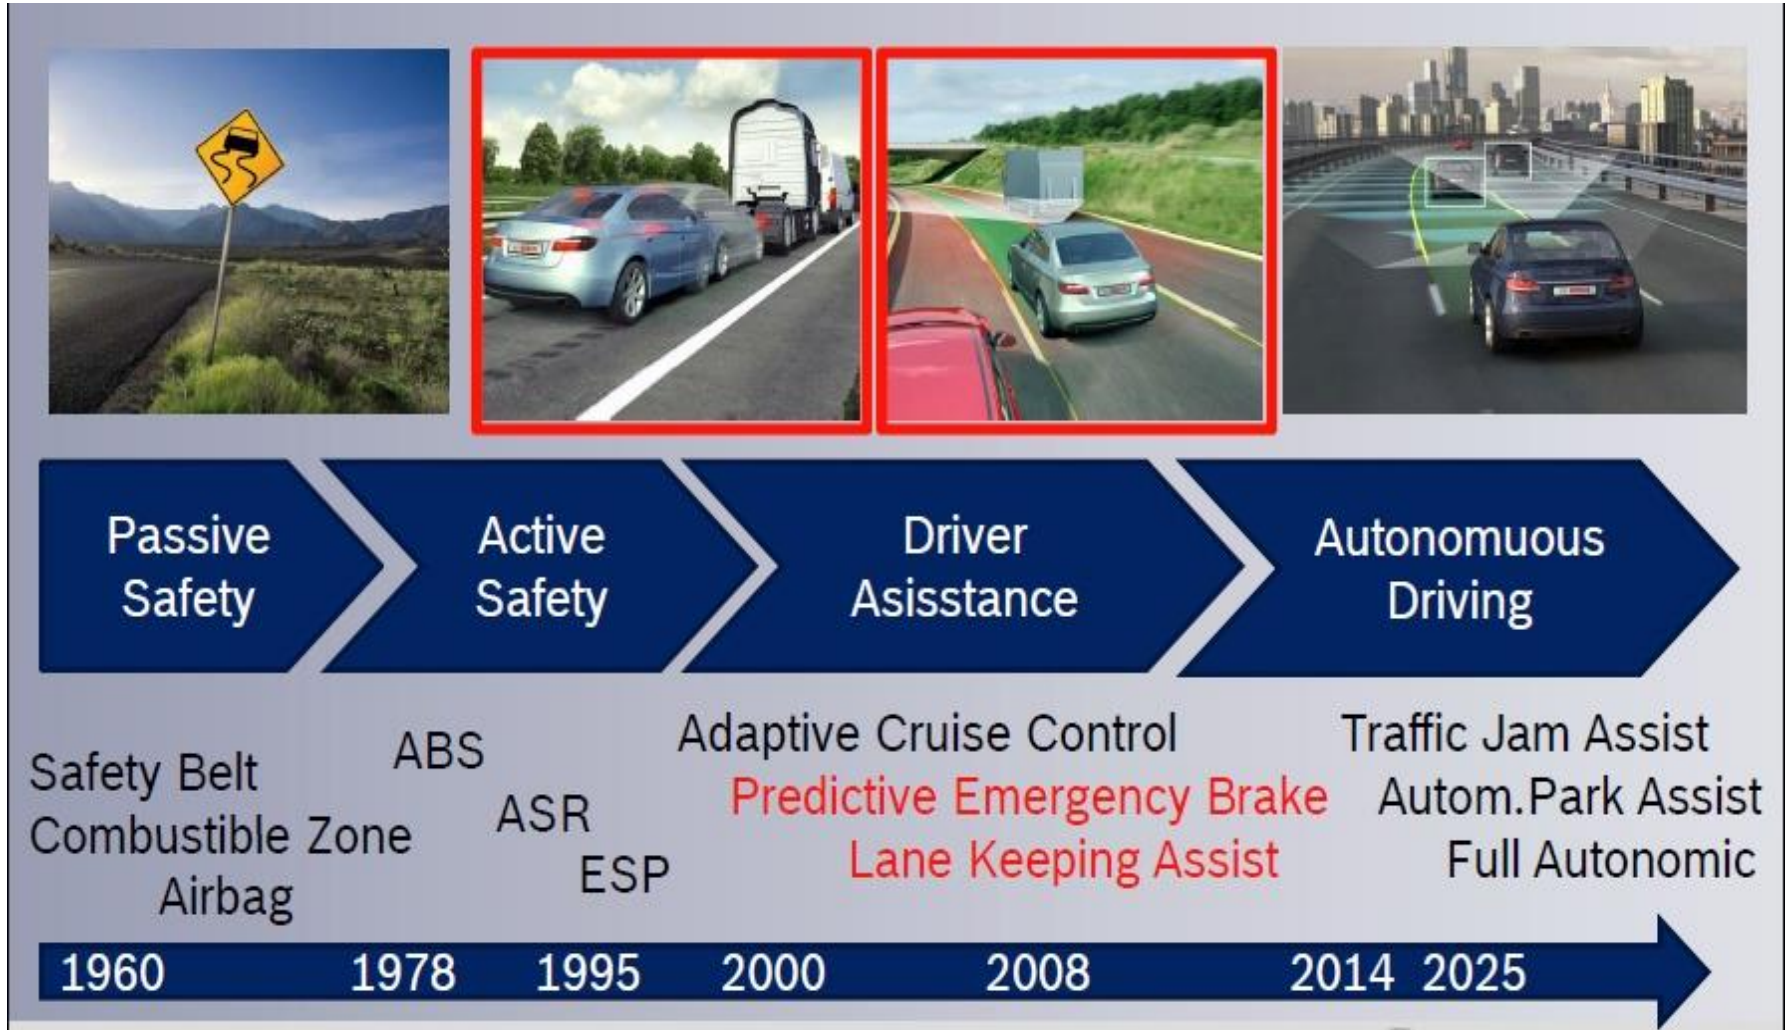 Passive
Safety
Active
Safety
Driver
Asisstance
Autonomuous
Driving
Safety Belt
Combustible Zone
Airbag
ABS
ASR
ESP
Adaptive Cruise Control
Predictive Emergency Brake
Lane Keeping Assist
Traffic Jam Assist
Autom.Park Assist
Full Autonomic
1960 1978 1995 2000 2008 2014 2025